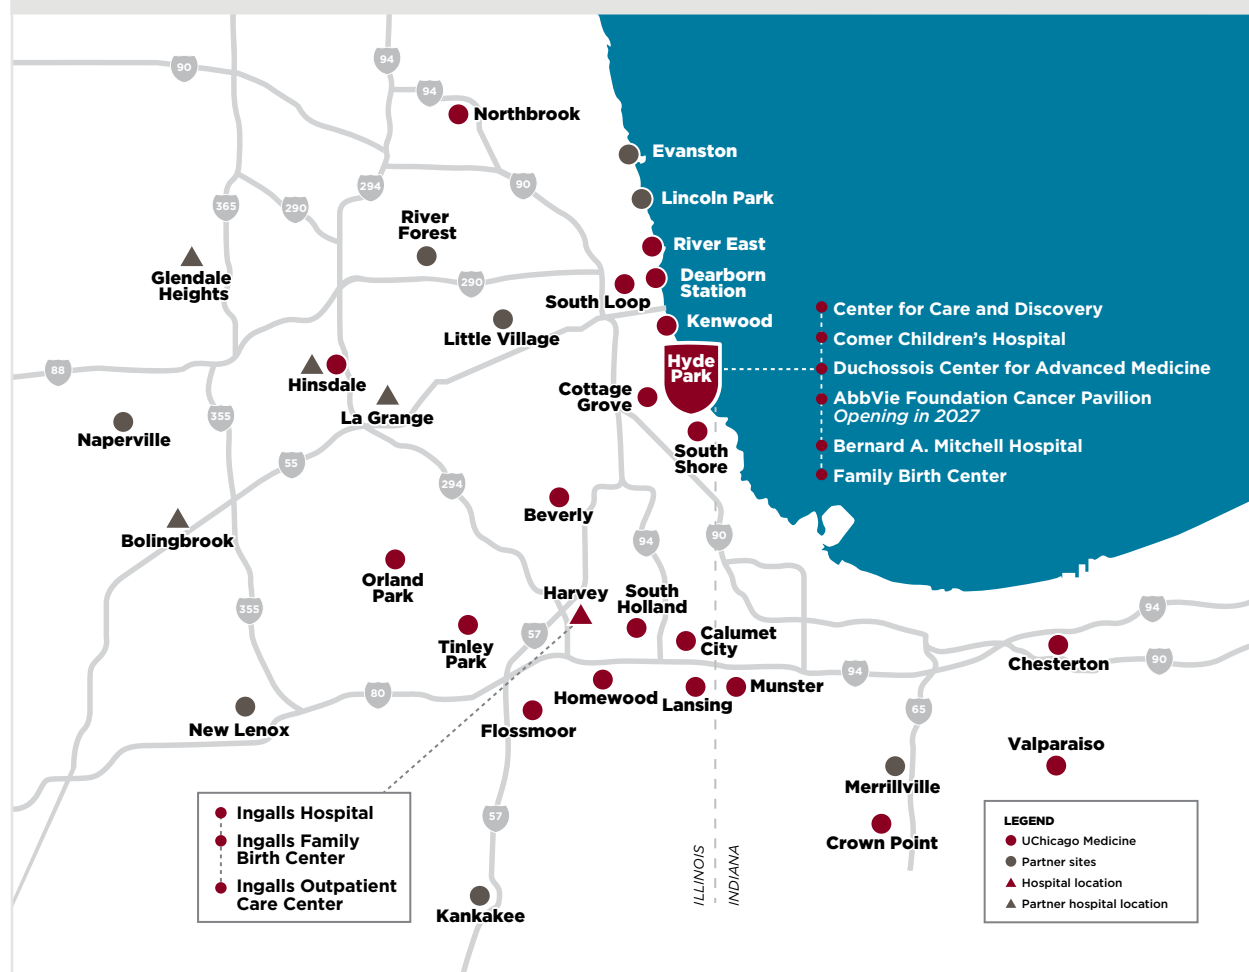 90
94
94
Northbrook
Evanston
294
90
Lincoln Park
365
290
River
Forest
River East
Glendale
Heights
290
Dearborn
Station
South Loop
Kenwood
Little Village
Center for Care and Discovery
Comer Children's Hospital
Duchossois Center for Advanced Medicine
AbbVie Foundation Cancer Pavilion
Opening in 2027
Bernard A. Mitchell Hospital
Family Birth Center
Hyde
Park
88
Hinsdale
La Grange
Cottage
Grove
355
Naperville
South
Shore
55
294
Beverly
Bolingbrook
94
90
Orland
Park
Harvey
South
Holland
355
94
57
Calumet
City
Tinley
Park
Chesterton
90
94
80
Homewood
Lansing
Munster
65
New Lenox
Flossmoor
Valparaiso
Merrillville
57
Crown Point
Ingalls Hospital
Ingalls Family
Birth Center
Ingalls Outpatient
Care Center
ILLINOIS
INDIANA
Kankakee
LEGEND
UChicago Medicine
Partner sites
Hospital location
Partner hospital location